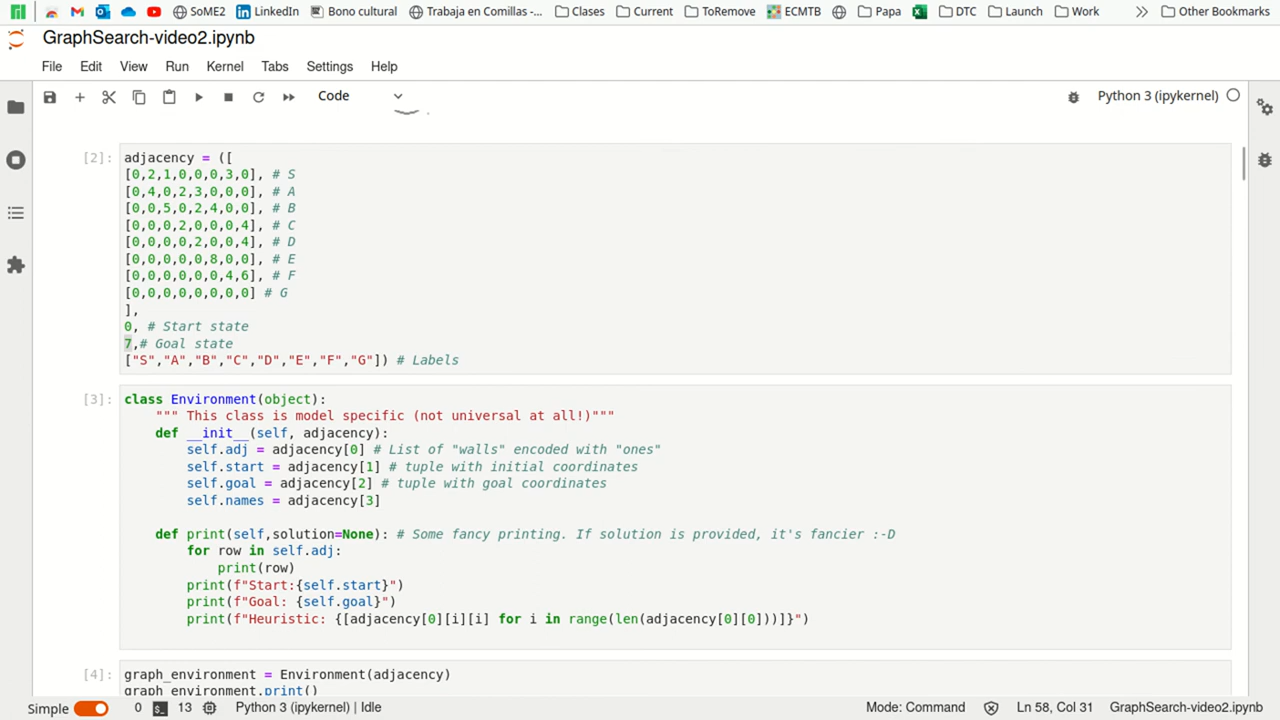 SoME2 LinkedIn Bono cultural Trabaja en Comillas -... Clases Current ToRemove ECMTB Papa DTC Launch Work Other Bookmarks
GraphSearch-video2.ipynb
File Edit View Run Kernel Tabs Settings Help
Code Python 3 (ipykernel)
[2]: adjacency = ([
[0,2,1,0,0,0,3,0], # S
[0,4,0,2,3,0,0,0], # A
[0,0,5,0,2,4,0,0], # B
[0,0,0,2,0,0,0,4], # C
[0,0,0,0,2,0,0,4], # D
[0,0,0,0,0,8,0,0], # E
[0,0,0,0,0,0,4,6], # F
[0,0,0,0,0,0,0,0] # G
],
0, # Start state
7,# Goal state
["S","A","B","C","D","E","F","G"]) # Labels
[3]: class Environment(object):
""" This class is model specific (not universal at all!)"""
def __init__(self, adjacency):
self.adj = adjacency[0] # List of "walls" encoded with "ones"
self.start = adjacency[1] # tuple with initial coordinates
self.goal = adjacency[2] # tuple with goal coordinates
self.names = adjacency[3]
def print(self,solution=None): # Some fancy printing. If solution is provided, it's fancier :-D
for row in self.adj:
print(row)
print(f"Start:{self.start}")
print(f"Goal: {self.goal}")
print(f"Heuristic: {[adjacency[0][i][i] for i in range(len(adjacency[0][0]))]}")
[4]: graph_environment = Environment(adjacency)
graph_environment.print()
Simple 0 13 Python 3 (ipykernel) | Idle Mode: Command Ln 58, Col 31 GraphSearch-video2.ipynb